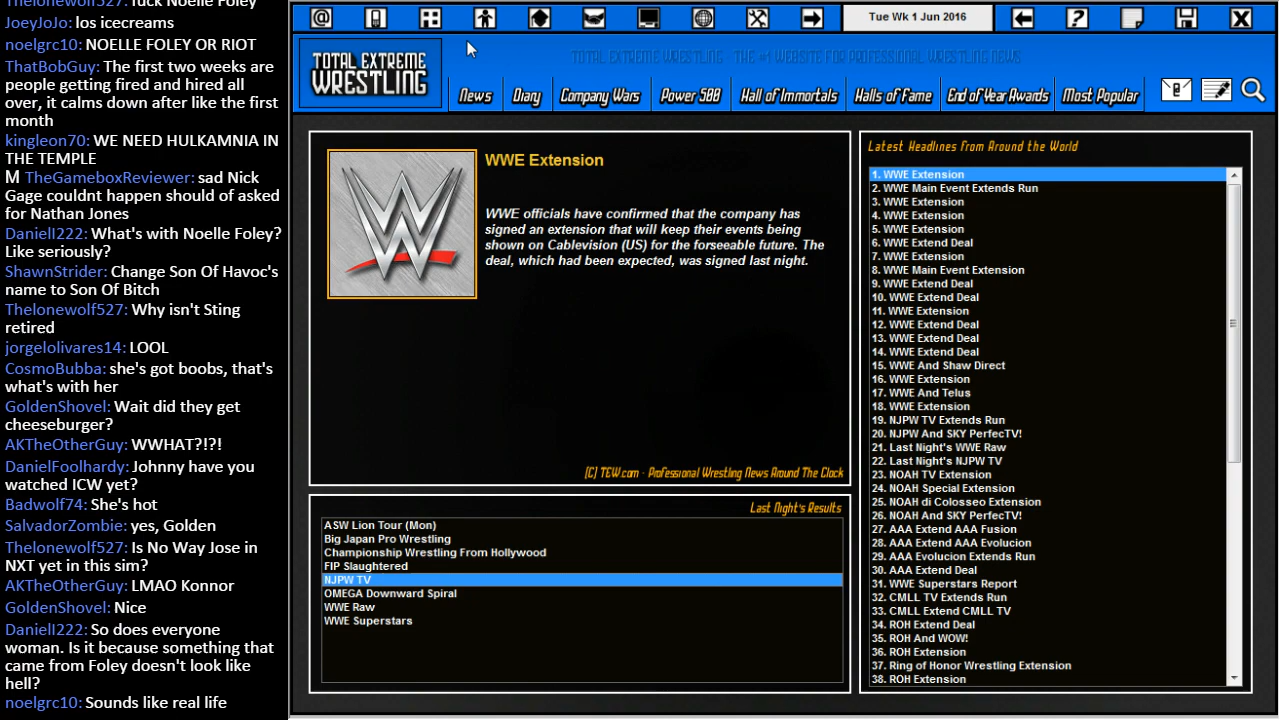 Thelonewolf527: fuck Noelle Foley
JoeyJoJo: los icecreams
noelgrc10: NOELLE FOLEY OR RIOT
ThatBobGuy: The first two weeks are
people getting fired and hired all
over, it calms down after like the first
month
kingleon70: WE NEED HULKAMNIA IN
THE TEMPLE
M TheGameboxReviewer: sad Nick
Gage couldnt happen should of asked
for Nathan Jones
Daniell222: What's with Noelle Foley?
Like seriously?
ShawnStrider: Change Son Of Havoc's
name to Son Of Bitch
Thelonewolf527: Why isn't Sting
retired
jorgelolivares14: LOOL
CosmoBubba: she's got boobs, that's
what's with her
GoldenShovel: Wait did they get
cheeseburger?
AKTheOtherGuy: WWHAT?!?!
DanielFoolhardy: Johnny have you
watched ICW yet?
Badwolf74: She's hot
SalvadorZombie: yes, Golden
Thelonewolf527: Is No Way Jose in
NXT yet in this sim?
AKTheOtherGuy: LMAO Konnor
GoldenShovel: Nice
Daniell222: So does everyone
woman. Is it because something that
came from Foley doesn't look like
hell?
noelgrc10: Sounds like real life
Tue Wk 1 Jun 2016
TOTAL EXTREME
WRESTLING
TOTAL EXTREME WRESTLING THE #1 WEBSITE FOR PROFESSIONAL WRESTLING NEWS
News
Diary
Company Wars
Power 500
Hall of Immortals
Halls of Fame
End of Year Awards
Most Popular
WWE Extension
WWE officials have confirmed that the company has
signed an extension that will keep their events being
shown on Cablevision (US) for the forseeable future. The
deal, which had been expected, was signed last night.
(C) TEW.com - Professional Wrestling News Around The Clock
Last Night's Results
ASW Lion Tour (Mon)
Big Japan Pro Wrestling
Championship Wrestling From Hollywood
FIP Slaughtered
NJPW TV
OMEGA Downward Spiral
WWE Raw
WWE Superstars
Latest Headlines From Around the World
1. WWE Extension
2. WWE Main Event Extends Run
3. WWE Extension
4. WWE Extension
5. WWE Extension
6. WWE Extend Deal
7. WWE Extension
8. WWE Main Event Extension
9. WWE Extend Deal
10. WWE Extend Deal
11. WWE Extension
12. WWE Extend Deal
13. WWE Extend Deal
14. WWE Extend Deal
15. WWE And Shaw Direct
16. WWE Extension
17. WWE And Telus
18. WWE Extension
19. NJPW TV Extends Run
20. NJPW And SKY PerfecTV!
21. Last Night's WWE Raw
22. Last Night's NJPW TV
23. NOAH TV Extension
24. NOAH Special Extension
25. NOAH di Colosseo Extension
26. NOAH And SKY PerfecTV!
27. AAA Extend AAA Fusion
28. AAA Extend AAA Evolucion
29. AAA Evolucion Extends Run
30. AAA Extend Deal
31. WWE Superstars Report
32. CMLL TV Extends Run
33. CMLL Extend CMLL TV
34. ROH Extend Deal
35. ROH And WOW!
36. ROH Extension
37. Ring of Honor Wrestling Extension
38. ROH Extension